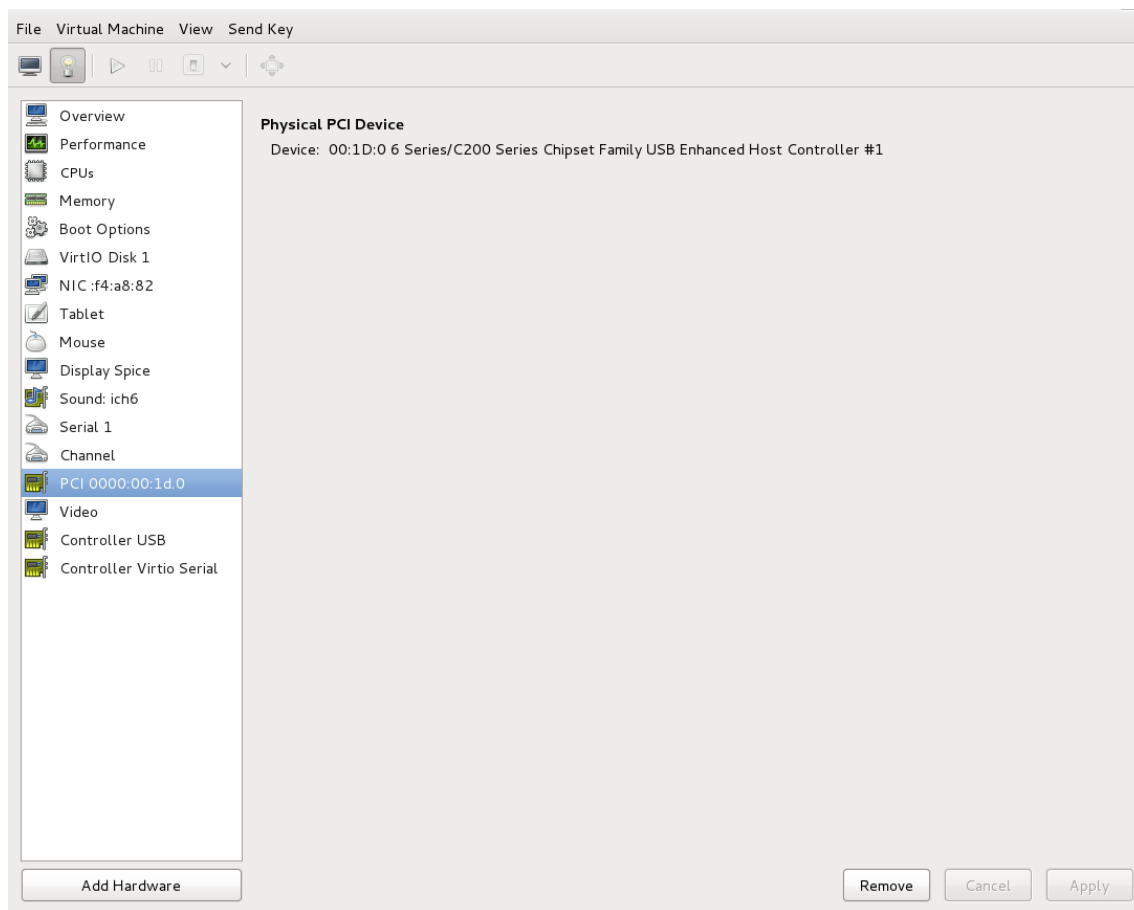 File Virtual Machine View Send Key
Overview
Performance
CPUs
Memory
Boot Options
VirtIO Disk 1
NIC :f4:a8:82
Tablet
Mouse
Display Spice
Sound: ich6
Serial 1
Channel
PCI 0000:00:1d.0
Video
Controller USB
Controller Virtio Serial
Add Hardware
Physical PCI Device
Device: 00:1D:0 6 Series/C200 Series Chipset Family USB Enhanced Host Controller #1
Remove Cancel Apply